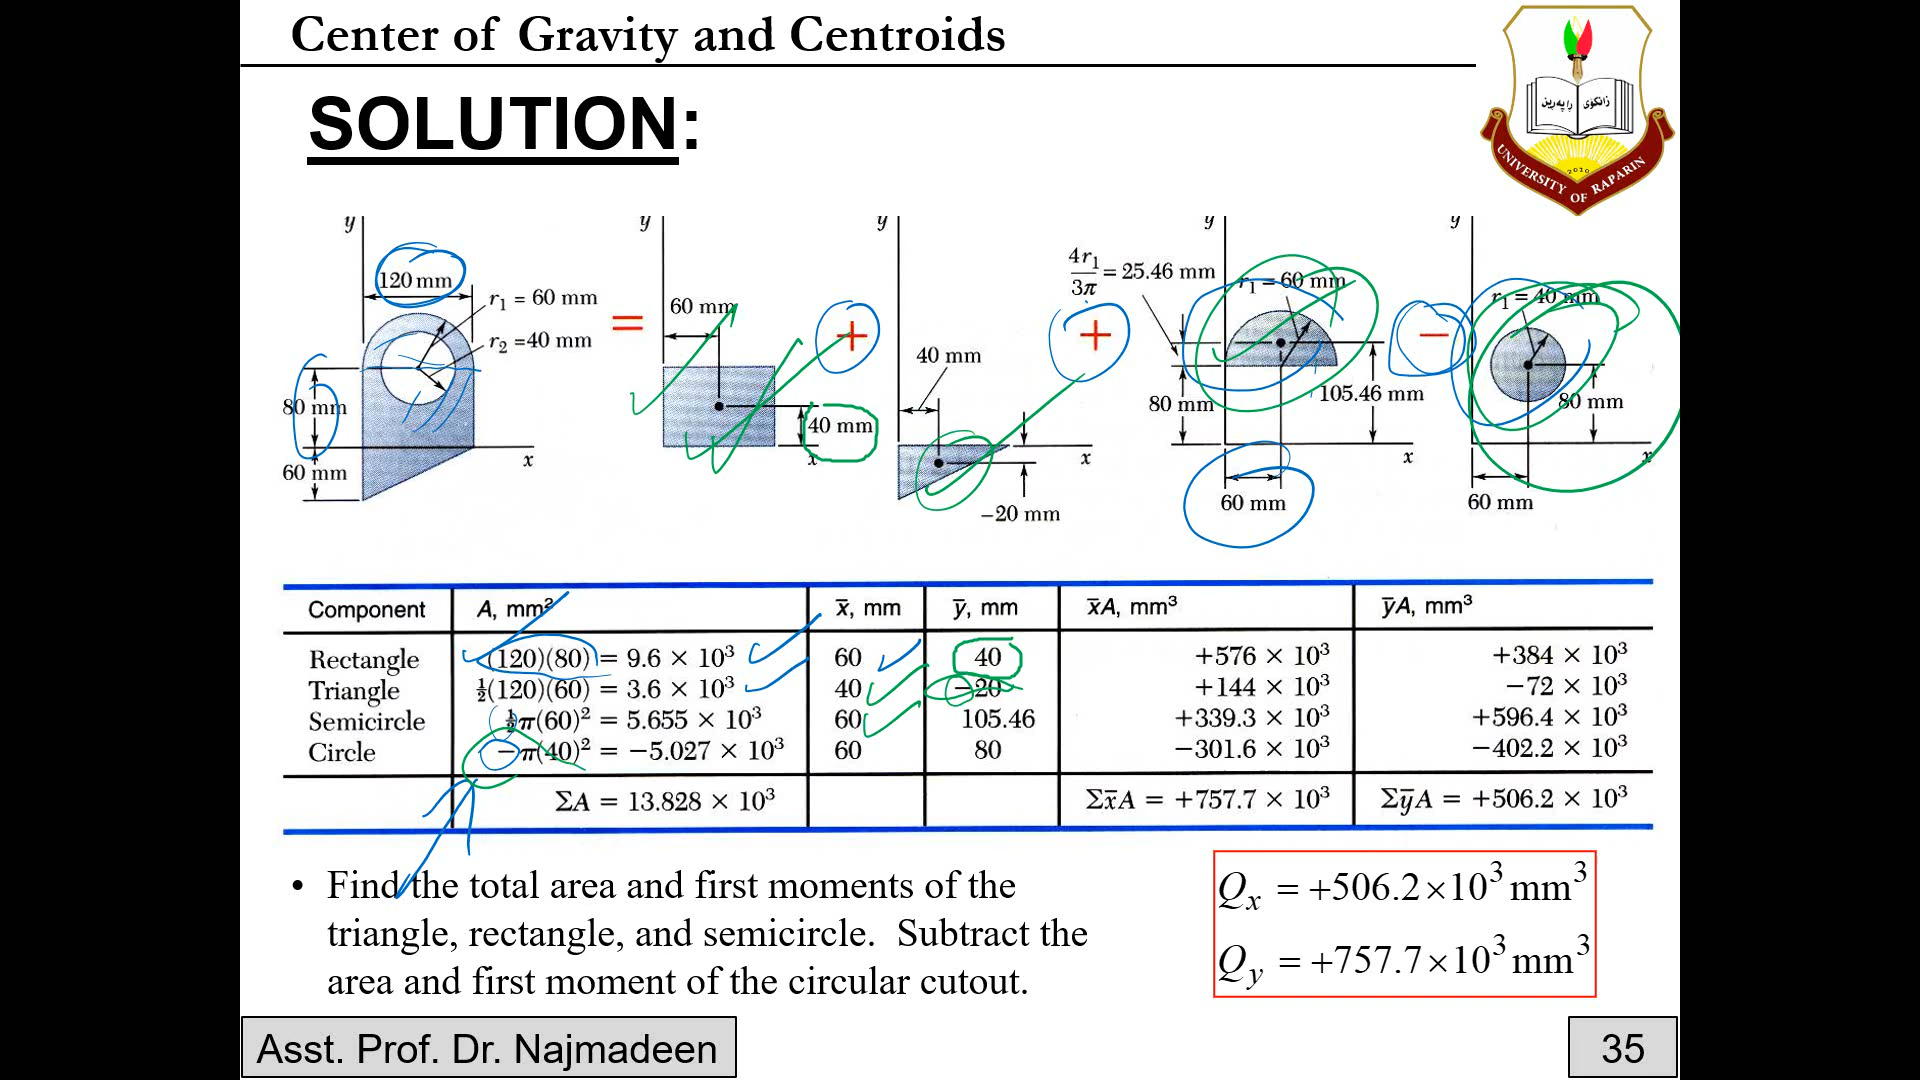 Center of Gravity and Centroids
SOLUTION:
زانكۆی ڕاپەڕین
UNIVERSITY OF RAPARIN
2010
y
120 mm
r₁ = 60 mm
r₂ =40 mm
80 mm
60 mm
x
=
y
60 mm
40 mm
x
+
y
40 mm
x
−20 mm
+
y
4r₁/3π = 25.46 mm
r₁ = 60 mm
80 mm
105.46 mm
x
60 mm
−
y
r₁ = 40 mm
80 mm
x
60 mm
Component A, mm² x̄, mm ȳ, mm x̄A, mm³ ȳA, mm³
Rectangle (120)(80) = 9.6 × 10³ 60 40 +576 × 10³ +384 × 10³
Triangle ½(120)(60) = 3.6 × 10³ 40 −20 +144 × 10³ −72 × 10³
Semicircle ½π(60)² = 5.655 × 10³ 60 105.46 +339.3 × 10³ +596.4 × 10³
Circle −π(40)² = −5.027 × 10³ 60 80 −301.6 × 10³ −402.2 × 10³
ΣA = 13.828 × 10³ Σx̄A = +757.7 × 10³ ΣȳA = +506.2 × 10³
• Find the total area and first moments of the
triangle, rectangle, and semicircle. Subtract the
area and first moment of the circular cutout.
Qₓ = +506.2×10³ mm³
Q_y = +757.7×10³ mm³
Asst. Prof. Dr. Najmadeen
35